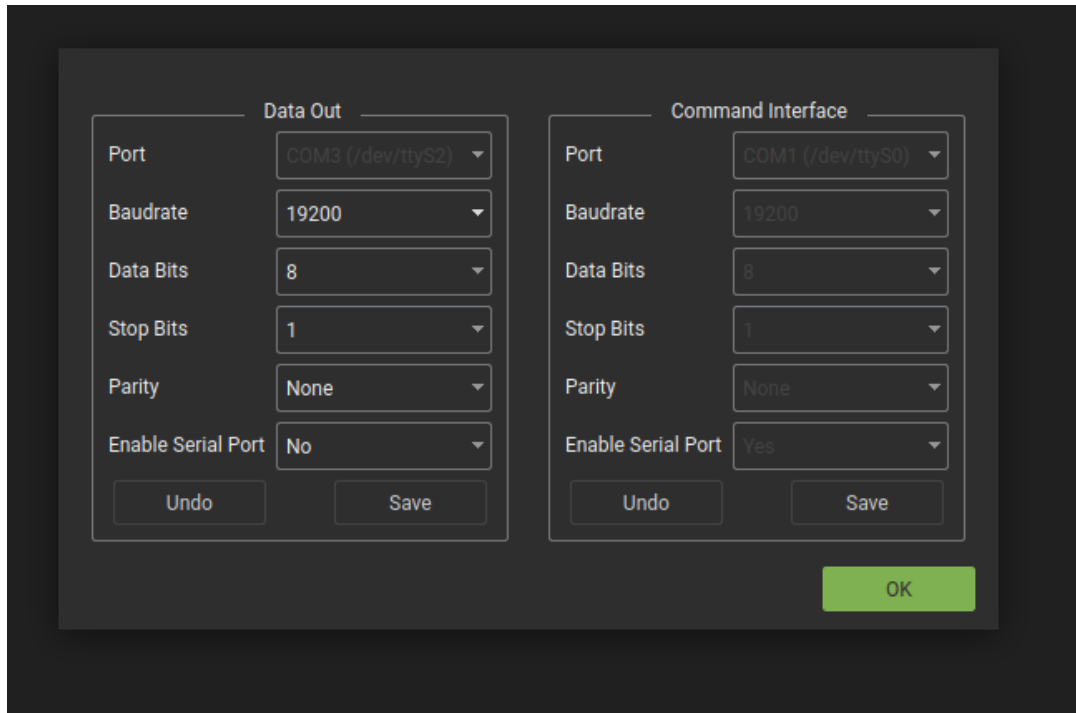 Data Out
Port COM3 (/dev/ttyS2)
Baudrate 19200
Data Bits 8
Stop Bits 1
Parity None
Enable Serial Port No
Undo Save
Command Interface
Port COM1 (/dev/ttyS0)
Baudrate 19200
Data Bits 8
Stop Bits 1
Parity None
Enable Serial Port Yes
Undo Save
OK